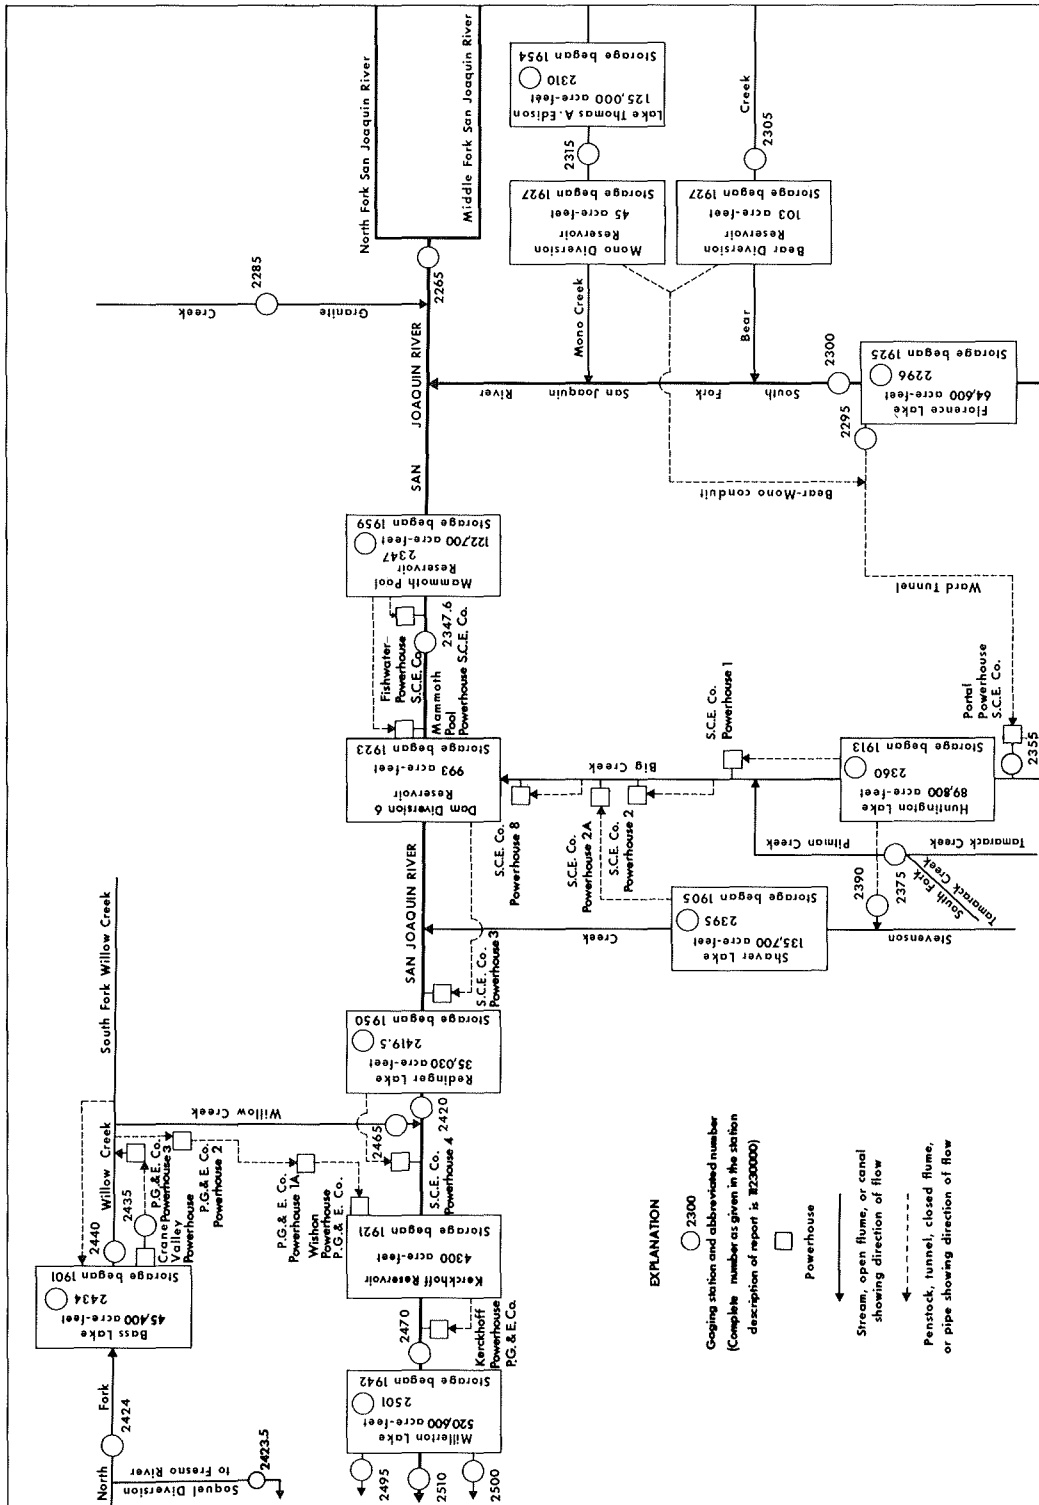 North Fork San Joaquin River
Middle Fork San Joaquin River
2285
Granite
Creek
2265
SAN JOAQUIN RIVER
Lake Thomas A. Edison
125,000 acre-feet
2310
Storage began 1954
2315
Mono Diversion
Reservoir
45 acre-feet
Storage began 1927
Mono Creek
Creek
2305
Bear Diversion
Reservoir
103 acre-feet
Storage began 1927
Bear
South
Fork
San Joaquin
River
2300
Florence Lake
64,600 acre-feet
2296
Storage began 1925
2295
Bear-Mono conduit
Ward Tunnel
Portal
Powerhouse
S.C.E. Co.
2355
Mammoth Pool
Reservoir
2347
122,700 acre-feet
Storage began 1959
Fishwater
Powerhouse
S.C.E. Co.
2347.6
Mammoth
Pool
Powerhouse S.C.E. Co.
Dam Diversion 6
Reservoir
993 acre-feet
Storage began 1923
S.C.E. Co.
Powerhouse 1
Big Creek
S.C.E. Co.
Powerhouse 8
S.C.E. Co.
Powerhouse 2A
S.C.E. Co.
Powerhouse 2
Huntington Lake
89,800 acre-feet
2360
Storage began 1913
Pitman Creek
Tamarack Creek
South Fork
Tamarack Creek
2375
2390
Stevenson
Creek
Shaver Lake
135,700 acre-feet
2395
Storage began 1905
SAN JOAQUIN RIVER
S.C.E. Co.
Powerhouse 3
Redinger Lake
35,030 acre-feet
2419.5
Storage began 1950
2420
South Fork Willow Creek
Willow Creek
Willow Creek
2465
S.C.E. Co.
Powerhouse 4
2440
2435
P.G.& E. Co.
Powerhouse 3
Crane
Valley
Powerhouse
P.G.& E. Co.
Powerhouse 2
P.G.& E. Co.
Powerhouse 1A
Wishon
Powerhouse
P.G.& E. Co.
Bass Lake
45,400 acre-feet
2434
Storage began 1901
Kerckhoff Reservoir
4300
acre-feet
Storage began 1921
2470
Kerckhoff
Powerhouse
P.G.& E. Co.
Millerton Lake
520,600 acre-feet
2501
Storage began 1942
2495
2510
2500
North
Fork
2424
Soquel Diversion
to Fresno River
2423.5
EXPLANATION
2300
Gaging station and abbreviated number
(Complete number as given in the station
description of report is 11230000)
Powerhouse
Stream, open flume, or canal
showing direction of flow
Penstock, tunnel, closed flume,
or pipe showing direction of flow